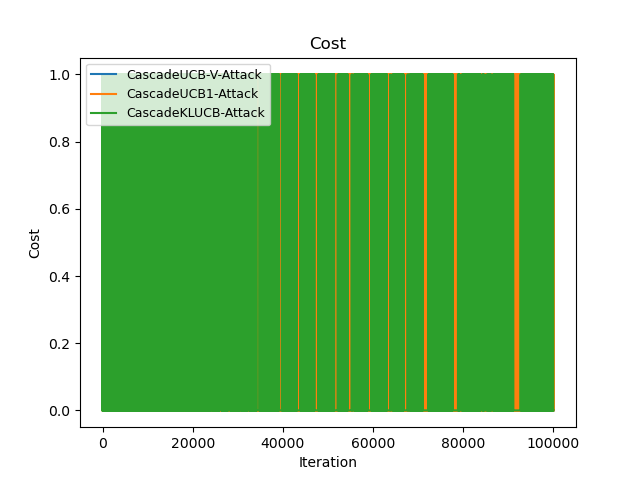 Cost
CascadeUCB-V-Attack
CascadeUCB1-Attack
CascadeKLUCB-Attack
1.0
0.8
0.6
0.4
0.2
0.0
Cost
0 20000 40000 60000 80000 100000
Iteration